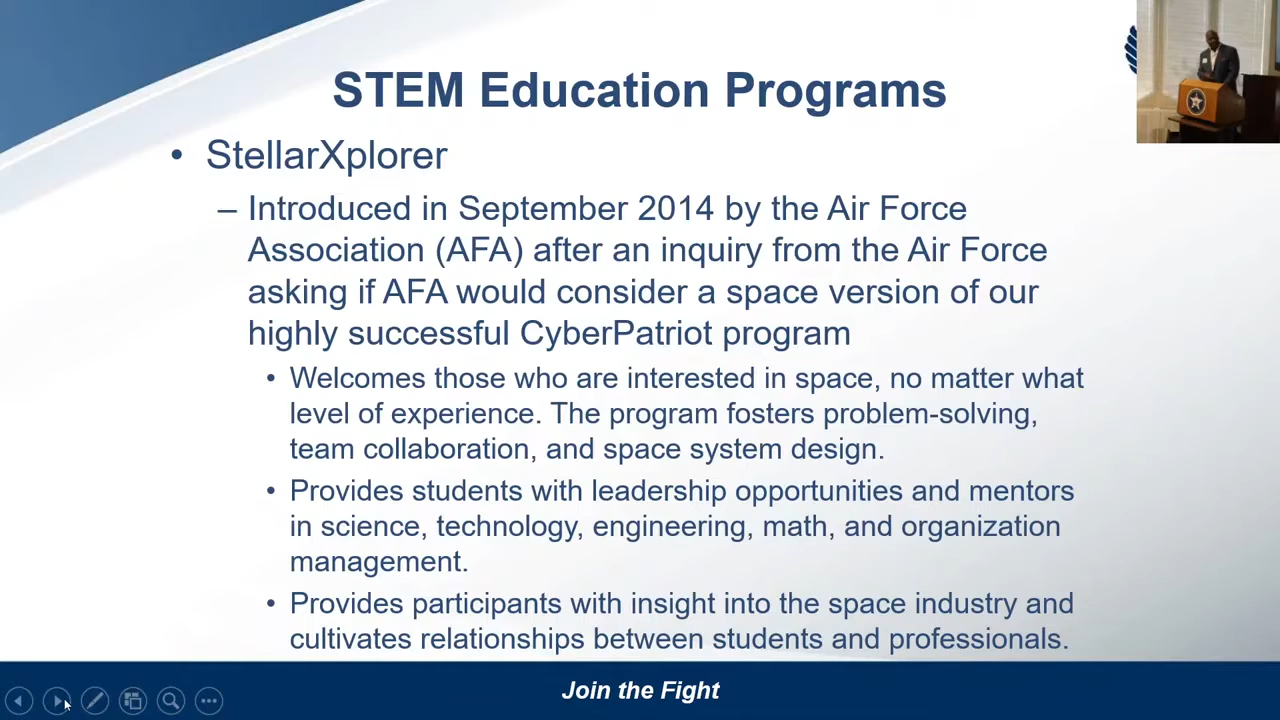 STEM Education Programs
• StellarXplorer
– Introduced in September 2014 by the Air Force
Association (AFA) after an inquiry from the Air Force
asking if AFA would consider a space version of our
highly successful CyberPatriot program
• Welcomes those who are interested in space, no matter what
level of experience. The program fosters problem-solving,
team collaboration, and space system design.
• Provides students with leadership opportunities and mentors
in science, technology, engineering, math, and organization
management.
• Provides participants with insight into the space industry and
cultivates relationships between students and professionals.
Join the Fight